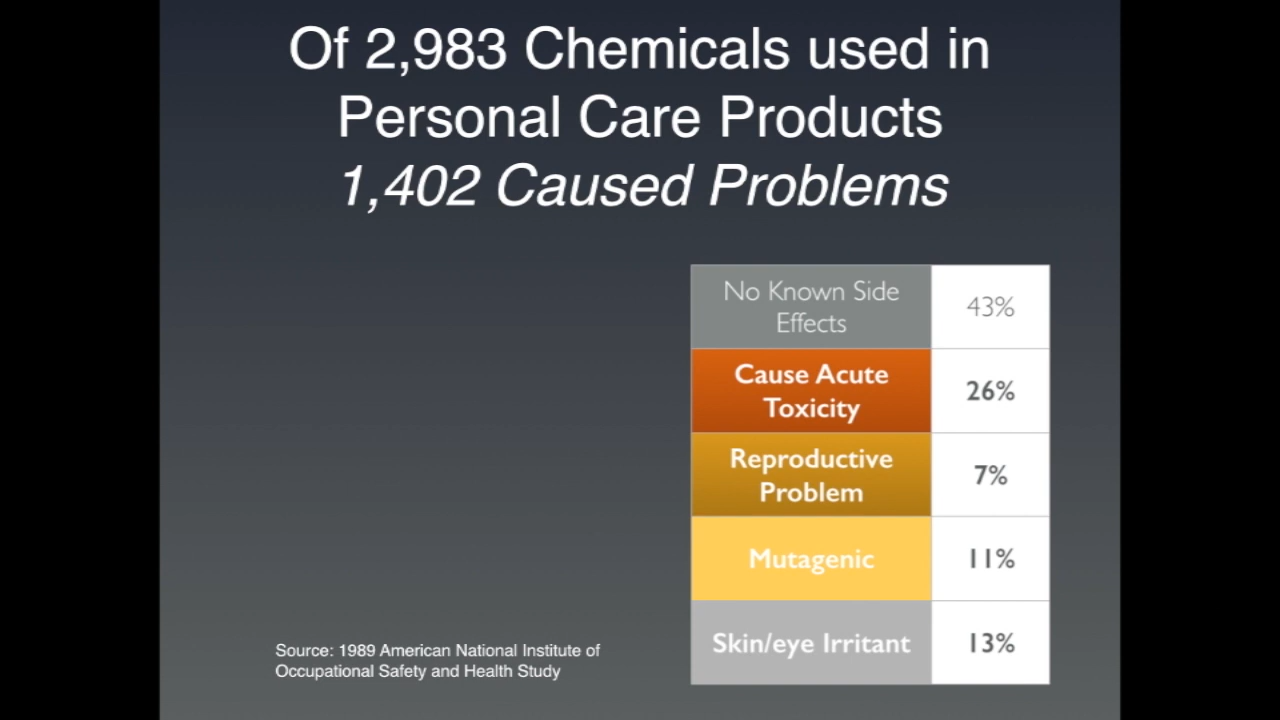 Of 2,983 Chemicals used in
Personal Care Products
1,402 Caused Problems
No Known Side
Effects
43%
Cause Acute
Toxicity
26%
Reproductive
Problem
7%
Mutagenic
11%
Skin/eye Irritant
13%
Source: 1989 American National Institute of
Occupational Safety and Health Study